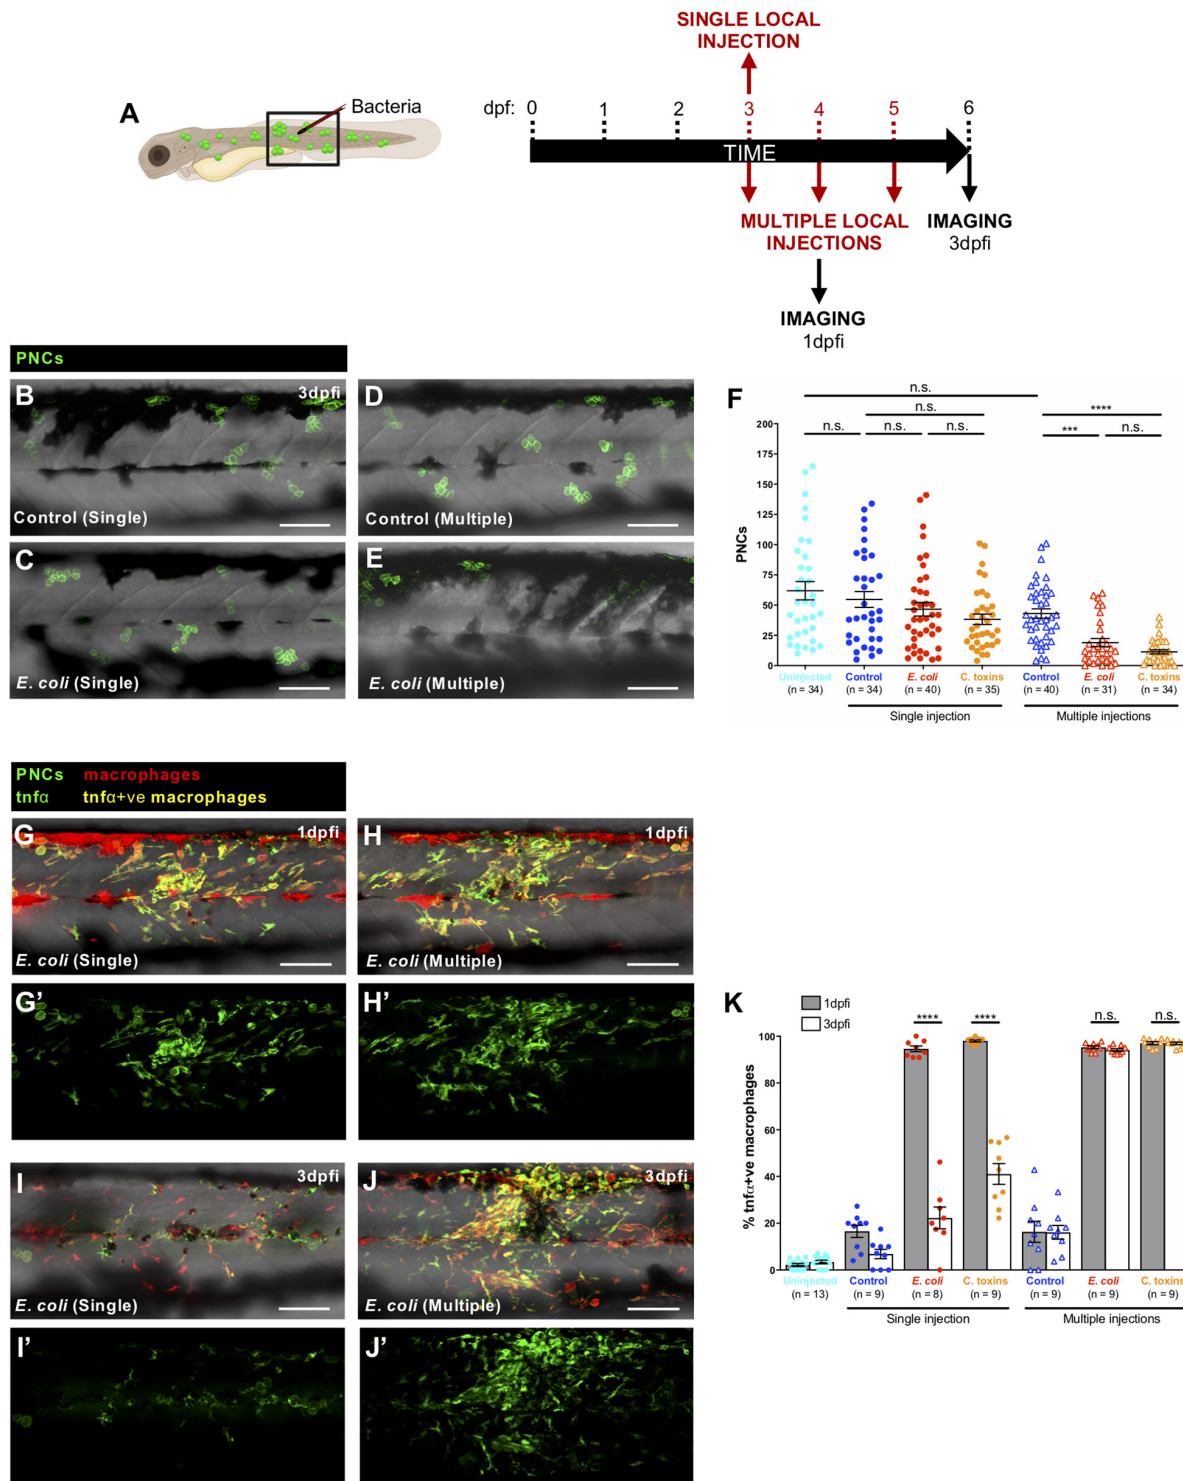 A
Bacteria
SINGLE LOCAL
INJECTION
dpf: 0 1 2 3 4 5 6
TIME
MULTIPLE LOCAL
INJECTIONS
IMAGING
3dpfi
IMAGING
1dpfi
PNCs
B
3dpfi
Control (Single)
D
Control (Multiple)
C
E. coli (Single)
E
E. coli (Multiple)
F
n.s.
n.s.
****
n.s. n.s. n.s. *** n.s.
PNCs
200
175
150
125
100
75
50
25
0
Uninjected Control E. coli C. toxins Control E. coli C. toxins
(n = 34) (n = 34) (n = 40) (n = 35) (n = 40) (n = 31) (n = 34)
Single injection Multiple injections
PNCs macrophages
tnfα tnfα+ve macrophages
G
1dpfi
E. coli (Single)
H
1dpfi
E. coli (Multiple)
G'
H'
I
3dpfi
E. coli (Single)
J
3dpfi
E. coli (Multiple)
I'
J'
K
1dpfi
3dpfi
**** **** n.s. n.s.
% tnfα+ve macrophages
100
80
60
40
20
0
Uninjected Control E. coli C. toxins Control E. coli C. toxins
(n = 13) (n = 9) (n = 8) (n = 9) (n = 9) (n = 9) (n = 9)
Single injection Multiple injections